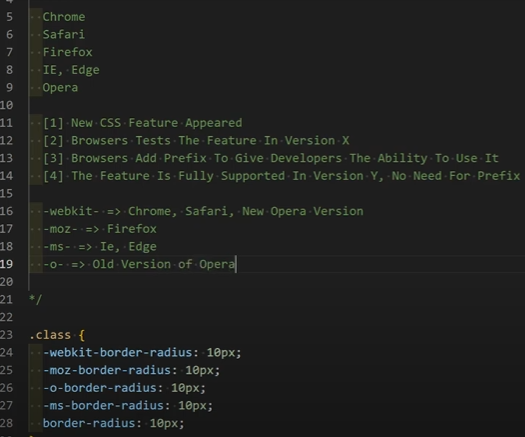 5 Chrome
6 Safari
7 Firefox
8 IE, Edge
9 Opera
10
11 [1] New CSS Feature Appeared
12 [2] Browsers Tests The Feature In Version X
13 [3] Browsers Add Prefix To Give Developers The Ability To Use It
14 [4] The Feature Is Fully Supported In Version Y, No Need For Prefix
15
16 -webkit- => Chrome, Safari, New Opera Version
17 -moz- => Firefox
18 -ms- => Ie, Edge
19 -o- => Old Version of Opera
20
21 */
22
23 .class {
24 -webkit-border-radius: 10px;
25 -moz-border-radius: 10px;
26 -o-border-radius: 10px;
27 -ms-border-radius: 10px;
28 border-radius: 10px;